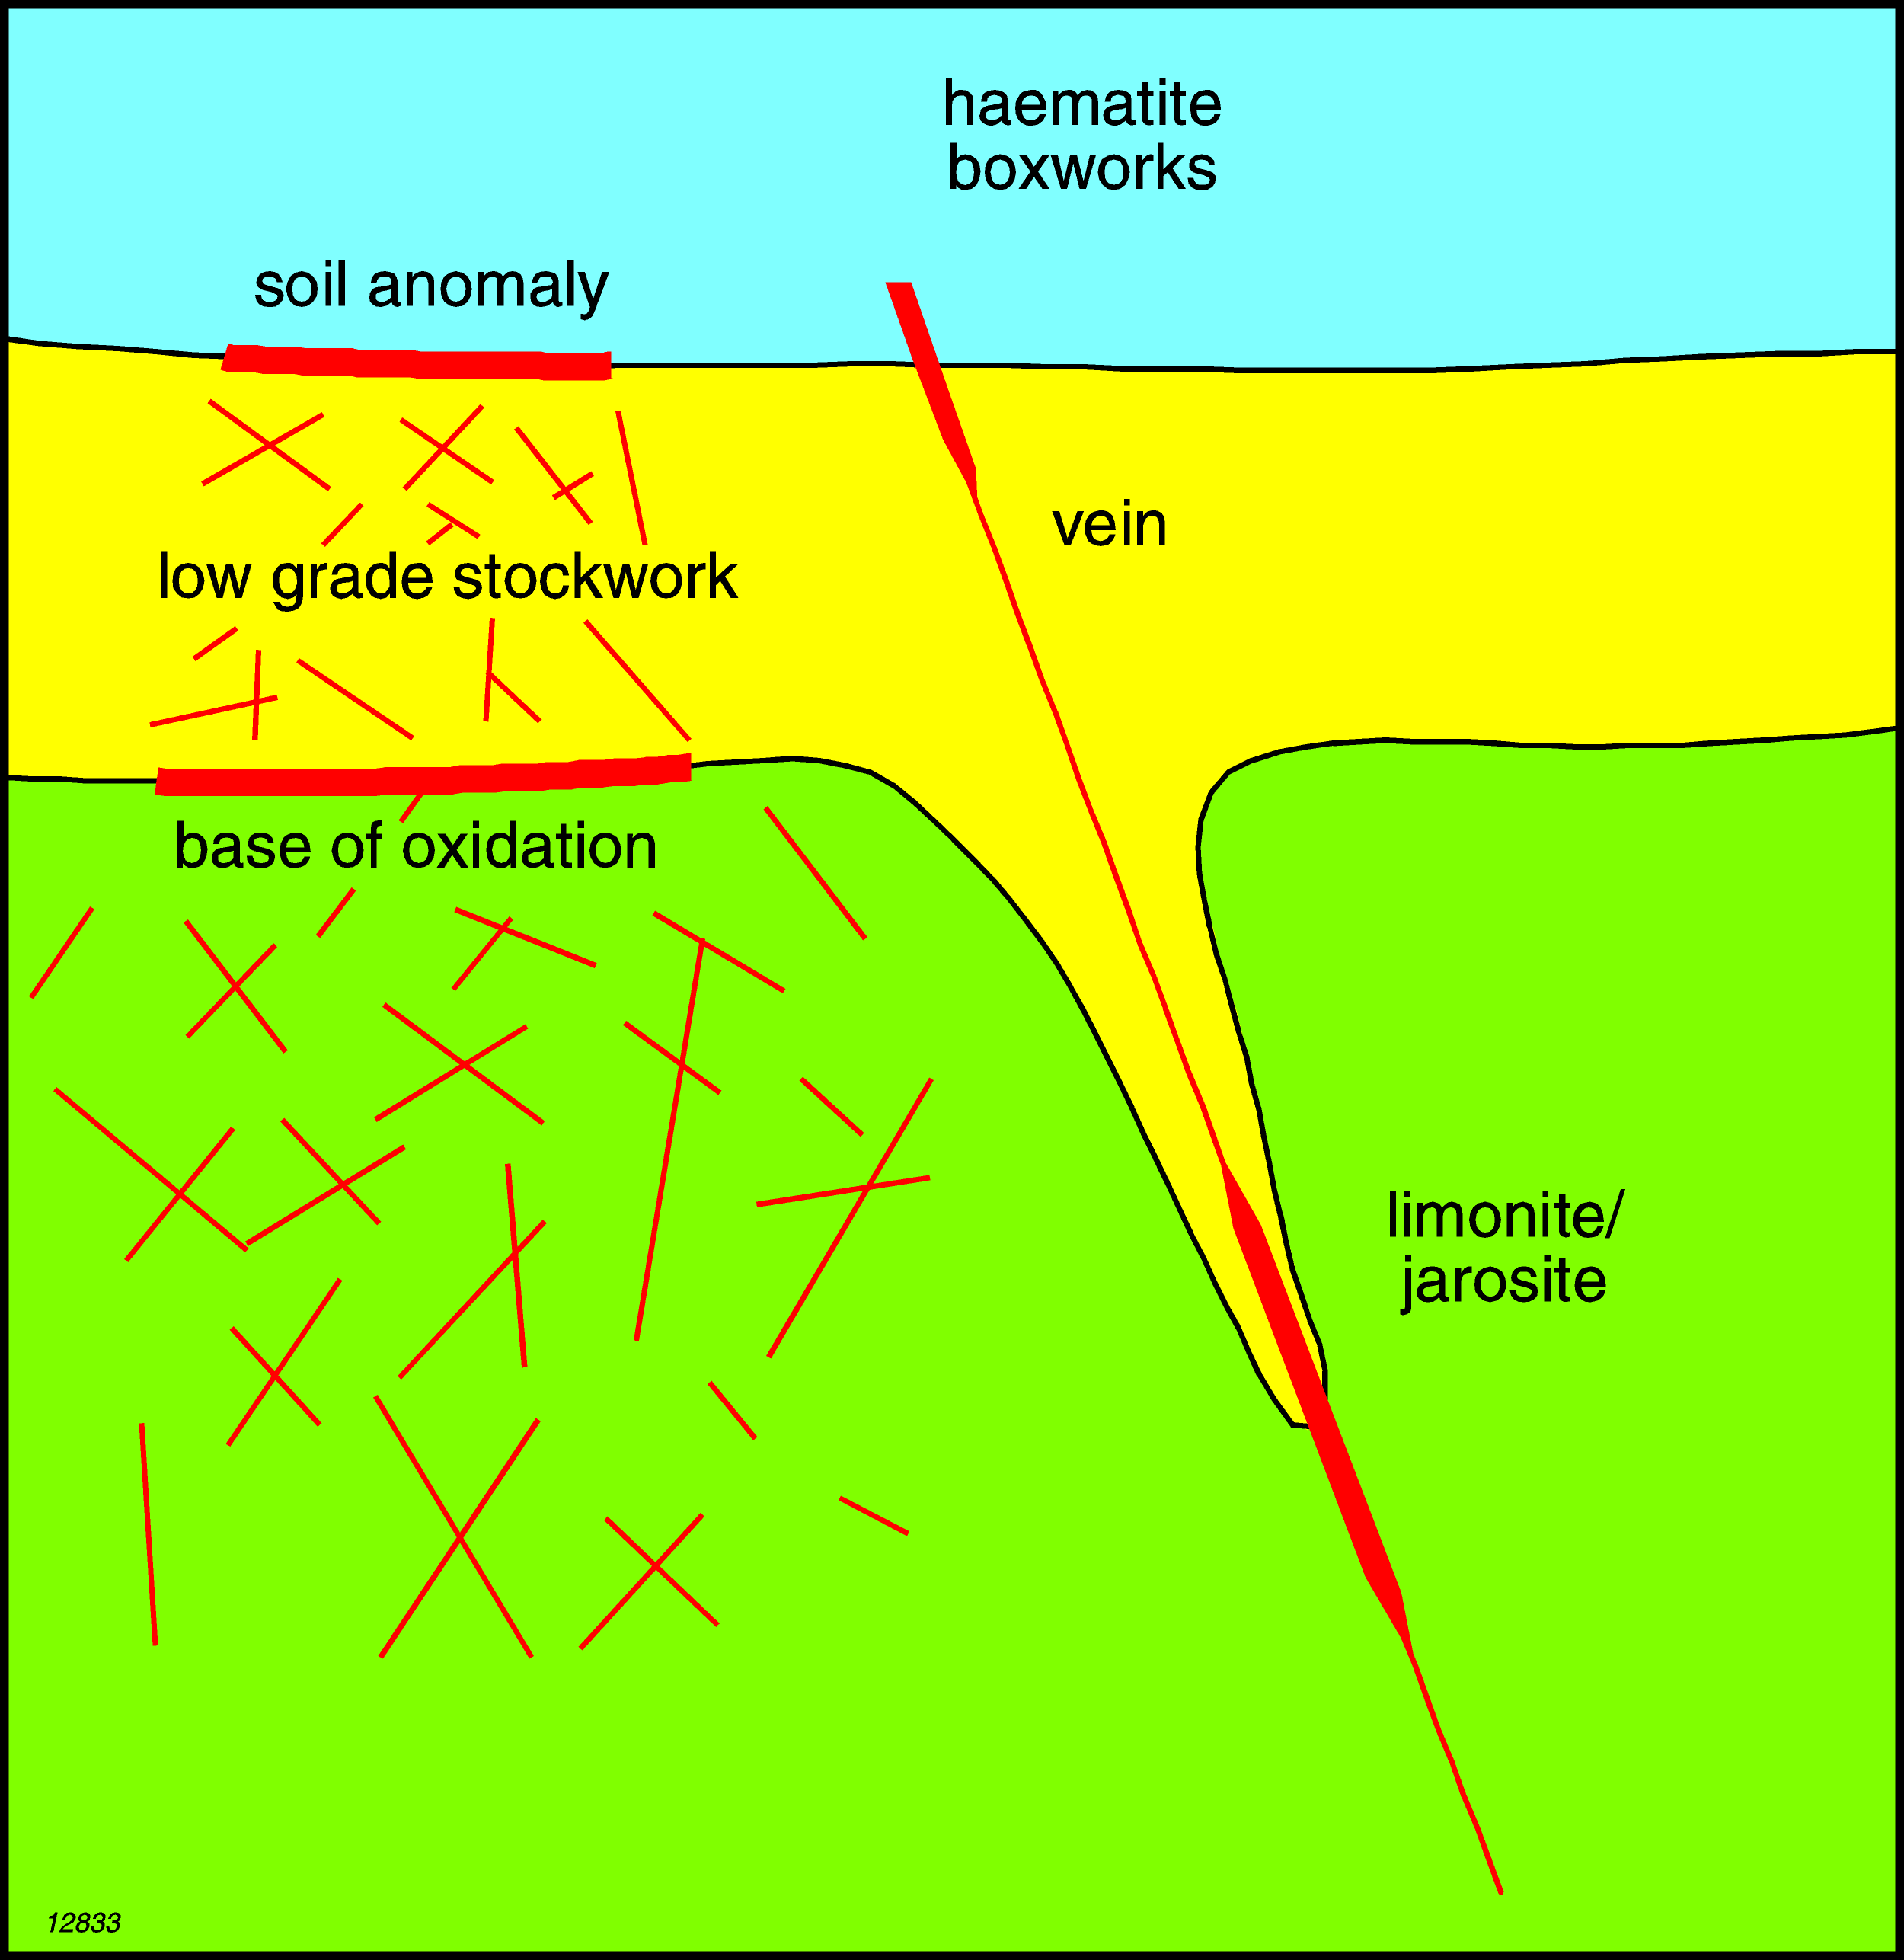 haematite
boxworks
soil anomaly
vein
low grade stockwork
base of oxidation
limonite/
jarosite
12833